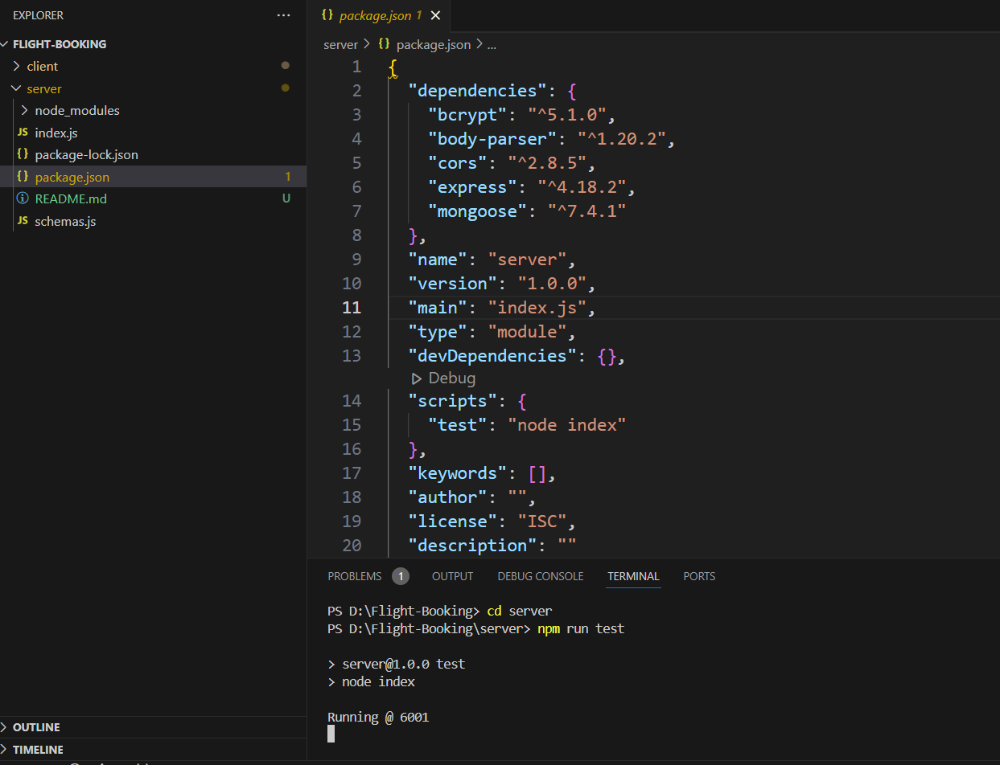 EXPLORER
...
FLIGHT-BOOKING
client
server
node_modules
JS index.js
{} package-lock.json
{} package.json 1
README.md U
JS schemas.js
OUTLINE
TIMELINE
{} package.json 1 ×
server > {} package.json > ...
1 {
2 "dependencies": {
3 "bcrypt": "^5.1.0",
4 "body-parser": "^1.20.2",
5 "cors": "^2.8.5",
6 "express": "^4.18.2",
7 "mongoose": "^7.4.1"
8 },
9 "name": "server",
10 "version": "1.0.0",
11 "main": "index.js",
12 "type": "module",
13 "devDependencies": {},
Debug
14 "scripts": {
15 "test": "node index"
16 },
17 "keywords": [],
18 "author": "",
19 "license": "ISC",
20 "description": ""
PROBLEMS 1 OUTPUT DEBUG CONSOLE TERMINAL PORTS
PS D:\Flight-Booking> cd server
PS D:\Flight-Booking\server> npm run test
> server@1.0.0 test
> node index
Running @ 6001